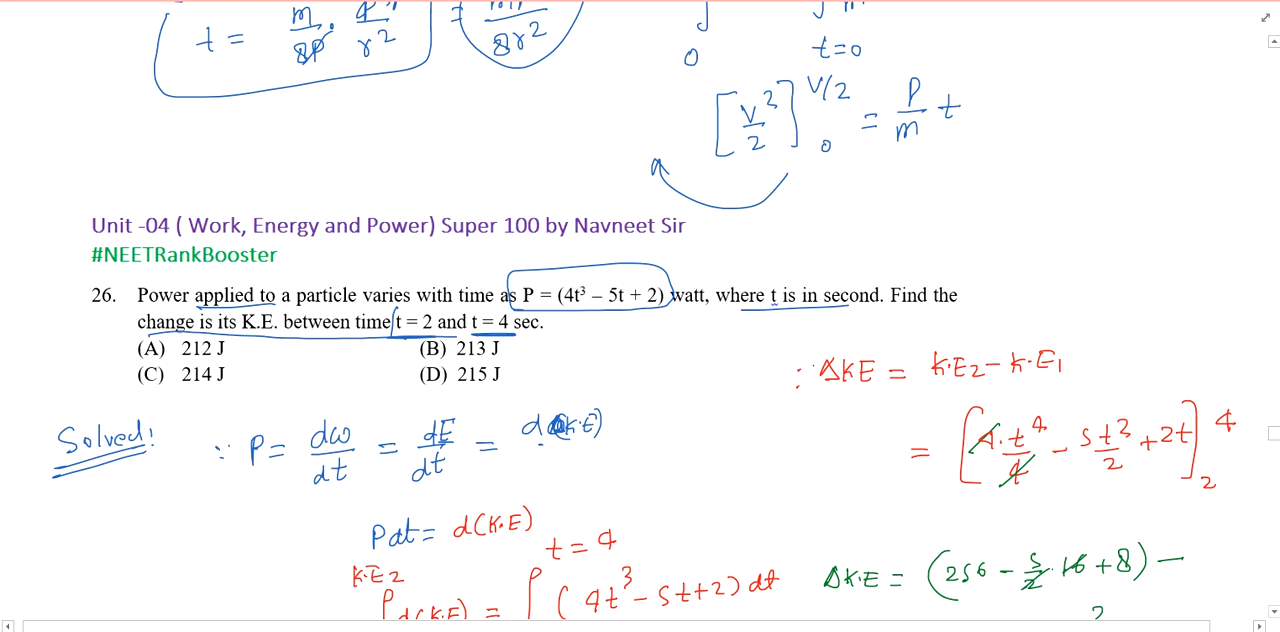 t = m/8P · /r²
= /8r²
0
t=0
[v²/2]₀^{V/2} = P/m t
Unit -04 ( Work, Energy and Power) Super 100 by Navneet Sir
#NEETRankBooster
26. Power applied to a particle varies with time as P = (4t³ – 5t + 2) watt, where t is in second. Find the
change is its K.E. between time t = 2 and t = 4 sec.
(A) 212 J (B) 213 J
(C) 214 J (D) 215 J
Solved!
∵ P = dw/dt = dE/dt = d(K.E)
Pdt = d(K.E)
t = 4
K.E2
d(K.E) = ∫ (4t³ - 5t+2) dt
∵ ΔKE = K.E2 - K.E1
= [4·t⁴/4 - 5t²/2 + 2t]₂⁴
ΔK.E = (256 - 5/2·16 + 8) -